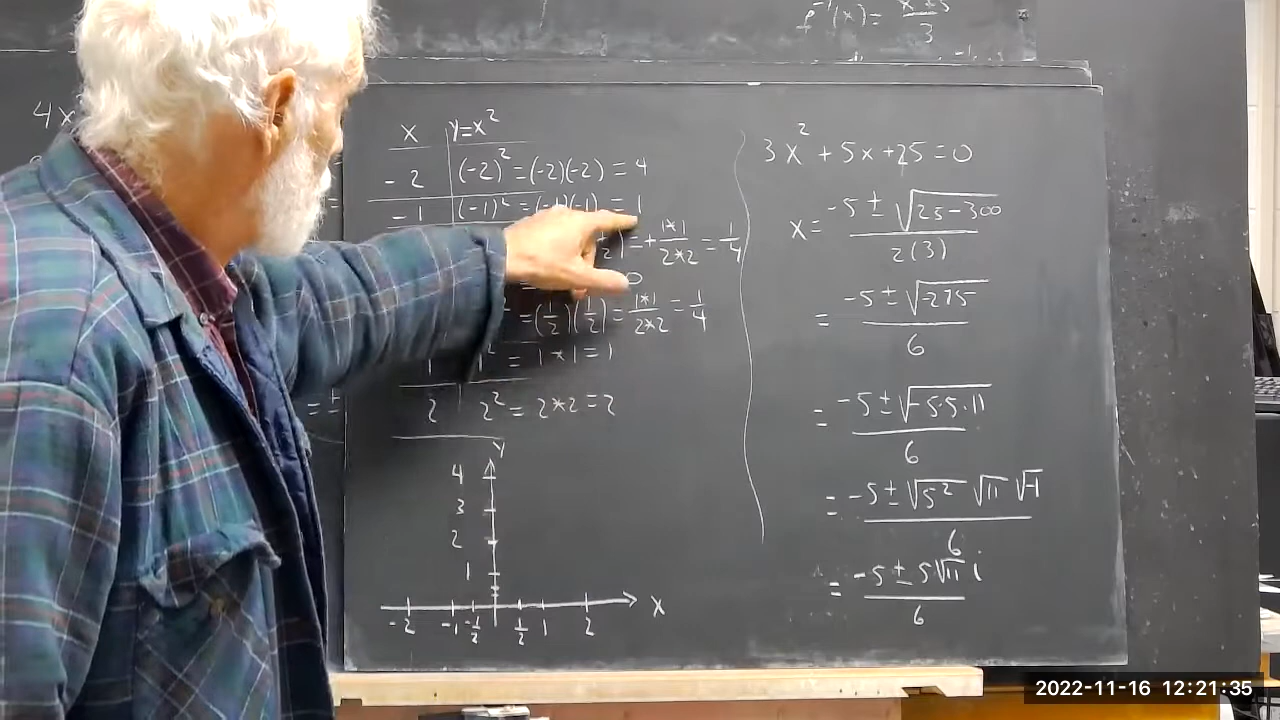 f⁻¹(x) = x+5/3
4x
x | y=x²
-2 | (-2)² = (-2)(-2) = 4
-1 | (-1)² = (-1)(-1) = 1
= + 1*1/2*2 = 1/4
0
= (1/2)(1/2) = 1*1/2*2 = 1/4
1 | 1² = 1*1 = 1
2 | 2² = 2*2 = 2
y
4
3
2
1
-2 -1 -1/2 1/2 1 2 x
3x² + 5x + 25 = 0
x = -5 ± √25-300 / 2(3)
= -5 ± √-275 / 6
= -5 ± √-5·5·11 / 6
= -5 ± √5² √11 √-1 / 6
= -5 ± 5√11 i / 6
2022-11-16 12:21:35